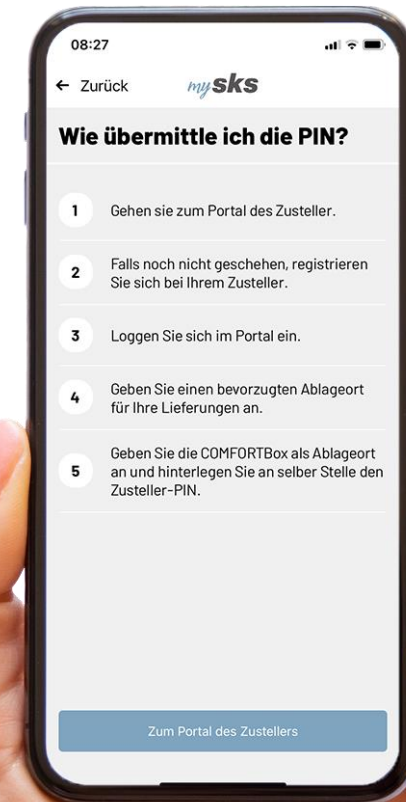 08:27
← Zurück
my sks
Wie übermittle ich die PIN?
1
Gehen sie zum Portal des Zusteller.
2
Falls noch nicht geschehen, registrieren
Sie sich bei Ihrem Zusteller.
3
Loggen Sie sich im Portal ein.
4
Geben Sie einen bevorzugten Ablageort
für Ihre Lieferungen an.
5
Geben Sie die COMFORTBox als Ablageort
an und hinterlegen Sie an selber Stelle den
Zusteller-PIN.
Zum Portal des Zustellers